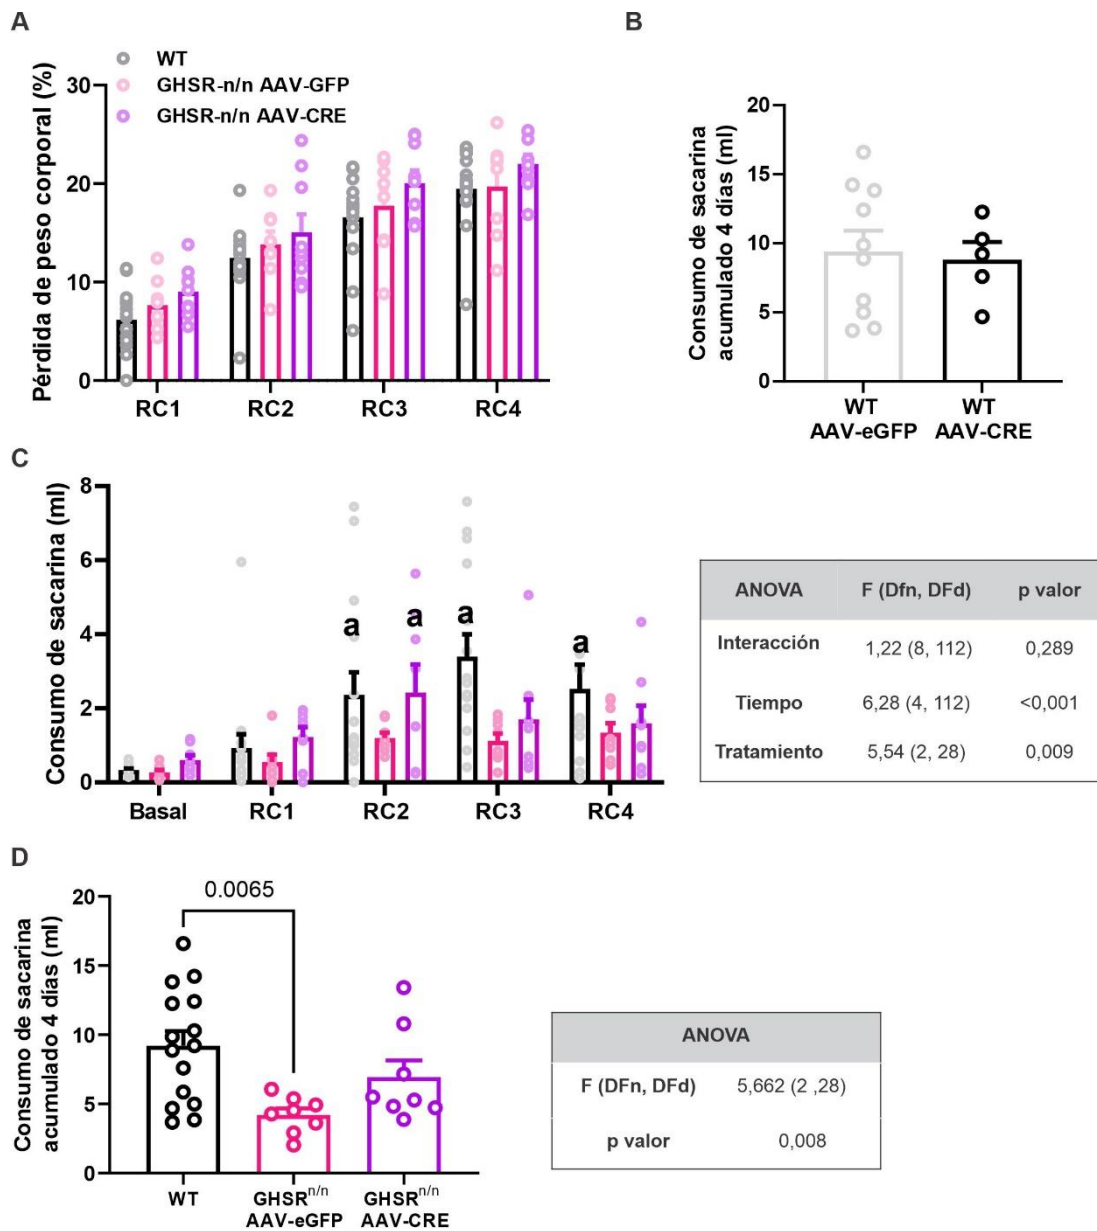 A
WT
GHSR-n/n AAV-GFP
GHSR-n/n AAV-CRE
Pérdida de peso corporal (%)
30
20
10
0
RC1
RC2
RC3
RC4
B
Consumo de sacarina
acumulado 4 días (ml)
20
15
10
5
0
WT
AAV-eGFP
WT
AAV-CRE
C
Consumo de sacarina (ml)
8
6
4
2
0
a
a
a
a
Basal
RC1
RC2
RC3
RC4
ANOVA F (Dfn, DFd) p valor
Interacción 1,22 (8, 112) 0,289
Tiempo 6,28 (4, 112) <0,001
Tratamiento 5,54 (2, 28) 0,009
D
Consumo de sacarina
acumulado 4 días (ml)
20
15
10
5
0
0.0065
WT
GHSRn/n
AAV-eGFP
GHSRn/n
AAV-CRE
ANOVA
F (DFn, DFd) 5,662 (2 ,28)
p valor 0,008